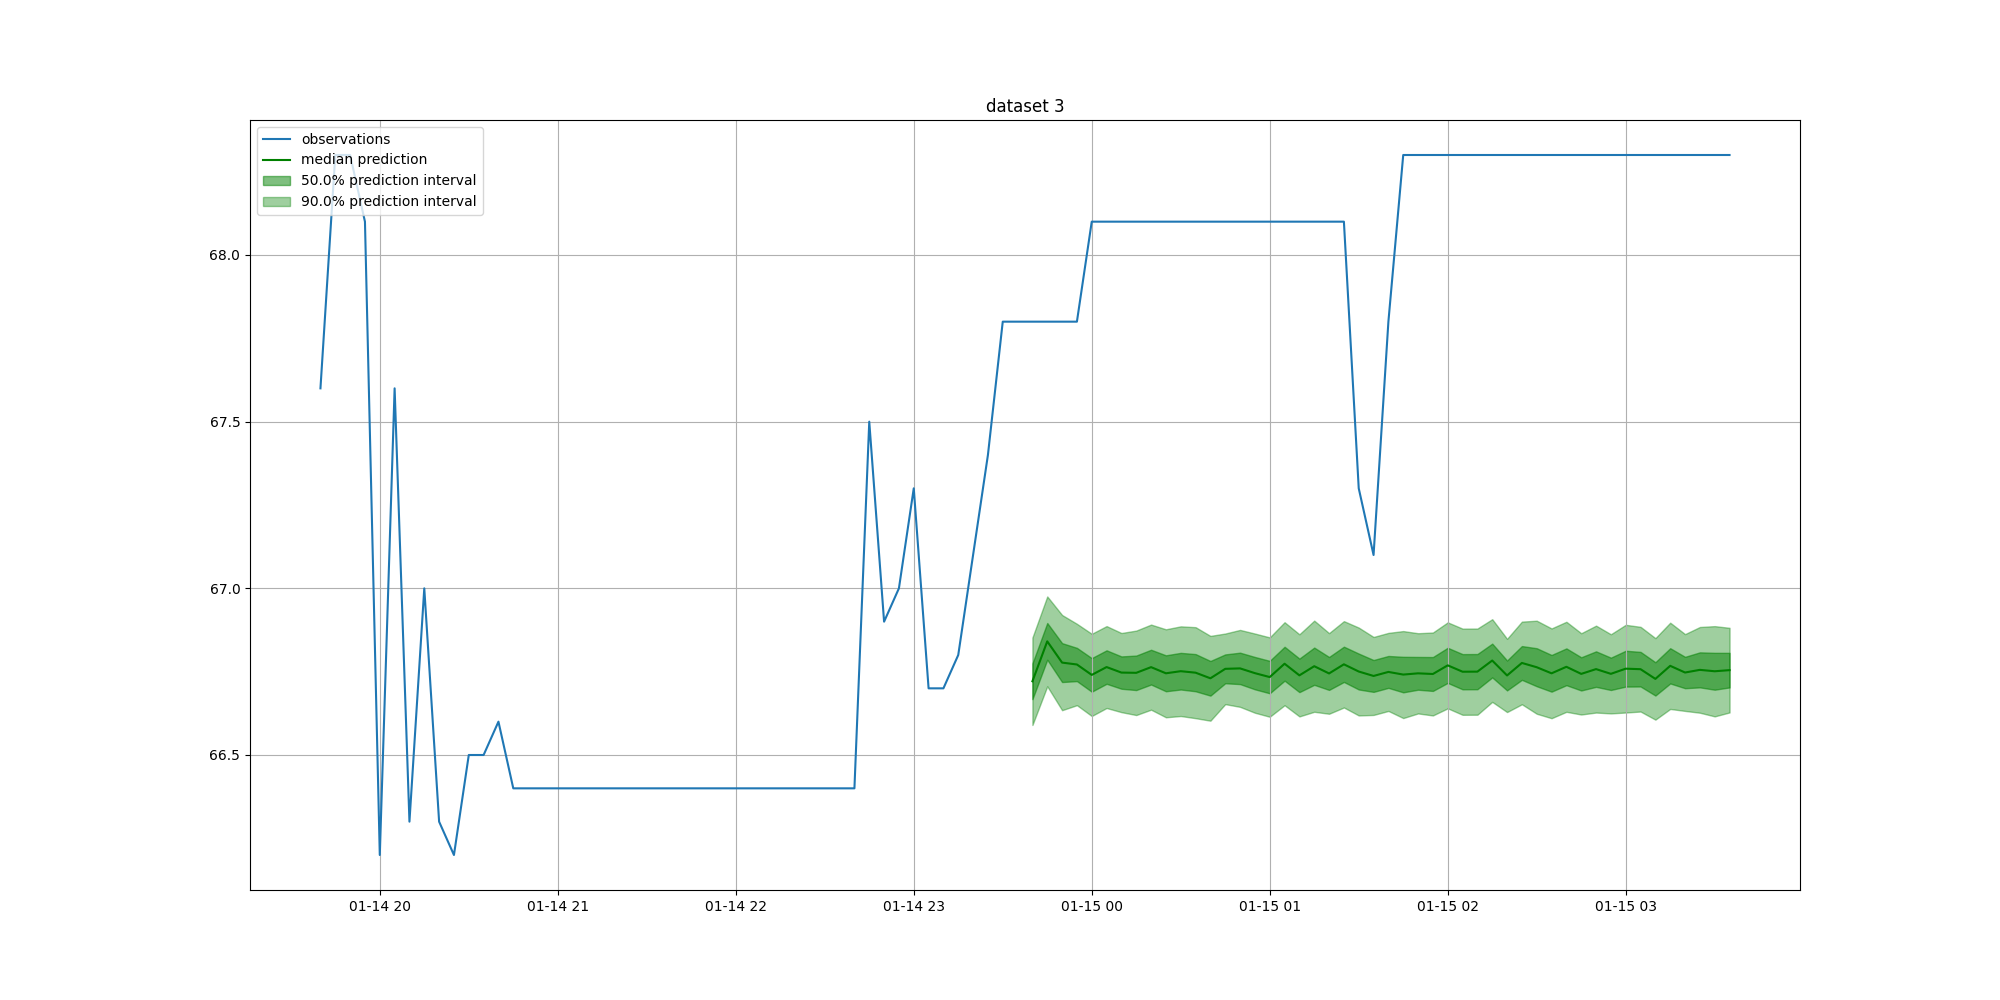 dataset 3
observations
median prediction
50.0% prediction interval
90.0% prediction interval
68.0
67.5
67.0
66.5
01-14 20
01-14 21
01-14 22
01-14 23
01-15 00
01-15 01
01-15 02
01-15 03